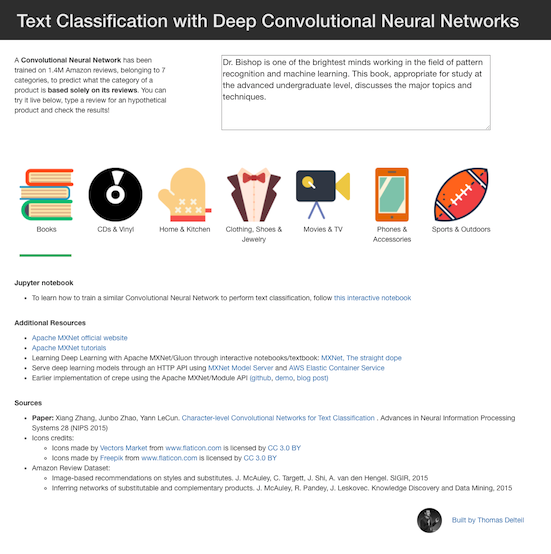 Text Classification with Deep Convolutional Neural Networks
A Convolutional Neural Network has been
trained on 1.4M Amazon reviews, belonging to 7
categories, to predict what the category of a
product is based solely on its reviews. You can
try it live below, type a review for an hypothetical
product and check the results!
Dr. Bishop is one of the brightest minds working in the field of pattern
recognition and machine learning. This book, appropriate for study at
the advanced undergraduate level, discusses the major topics and
techniques.
Books
CDs & Vinyl
Home & Kitchen
Clothing, Shoes &
Jewelry
Movies & TV
Phones &
Accessories
Sports & Outdoors
Jupyter notebook
To learn how to train a similar Convolutional Neural Network to perform text classification, follow this interactive notebook
Additional Resources
Apache MXNet official website
Apache MXNet tutorials
Learning Deep Learning with Apache MXNet/Gluon through interactive notebooks/textbook: MXNet, The straight dope
Serve deep learning models through an HTTP API using MXNet Model Server and AWS Elastic Container Service
Earlier implementation of crepe using the Apache MXNet/Module API (github, demo, blog post)
Sources
Paper: Xiang Zhang, Junbo Zhao, Yann LeCun. Character-level Convolutional Networks for Text Classification . Advances in Neural Information Processing
Systems 28 (NIPS 2015)
Icons credits:
Icons made by Vectors Market from www.flaticon.com is licensed by CC 3.0 BY
Icons made by Freepik from www.flaticon.com is licensed by CC 3.0 BY
Amazon Review Dataset:
Image-based recommendations on styles and substitutes. J. McAuley, C. Targett, J. Shi, A. van den Hengel. SIGIR, 2015
Inferring networks of substitutable and complementary products. J. McAuley, R. Pandey, J. Leskovec. Knowledge Discovery and Data Mining, 2015
Built by Thomas Delteil